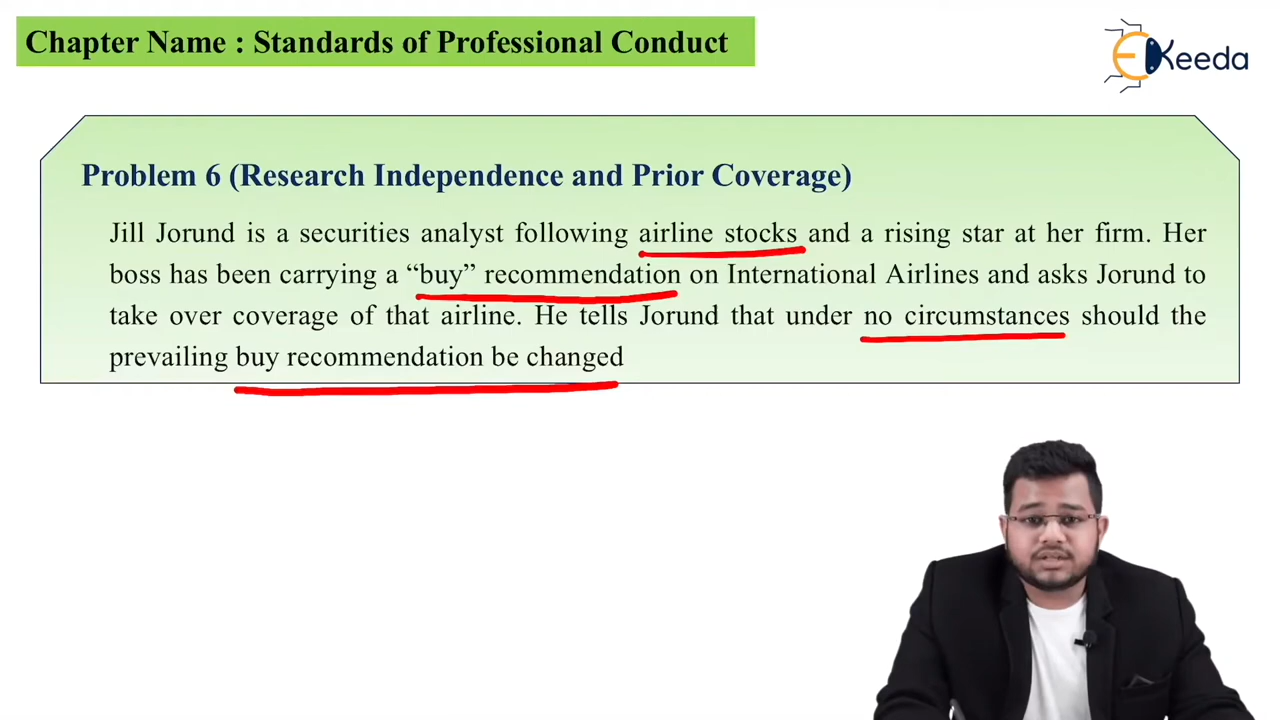 Chapter Name : Standards of Professional Conduct
EKeeda
Problem 6 (Research Independence and Prior Coverage)
Jill Jorund is a securities analyst following airline stocks and a rising star at her firm. Her
boss has been carrying a “buy” recommendation on International Airlines and asks Jorund to
take over coverage of that airline. He tells Jorund that under no circumstances should the
prevailing buy recommendation be changed